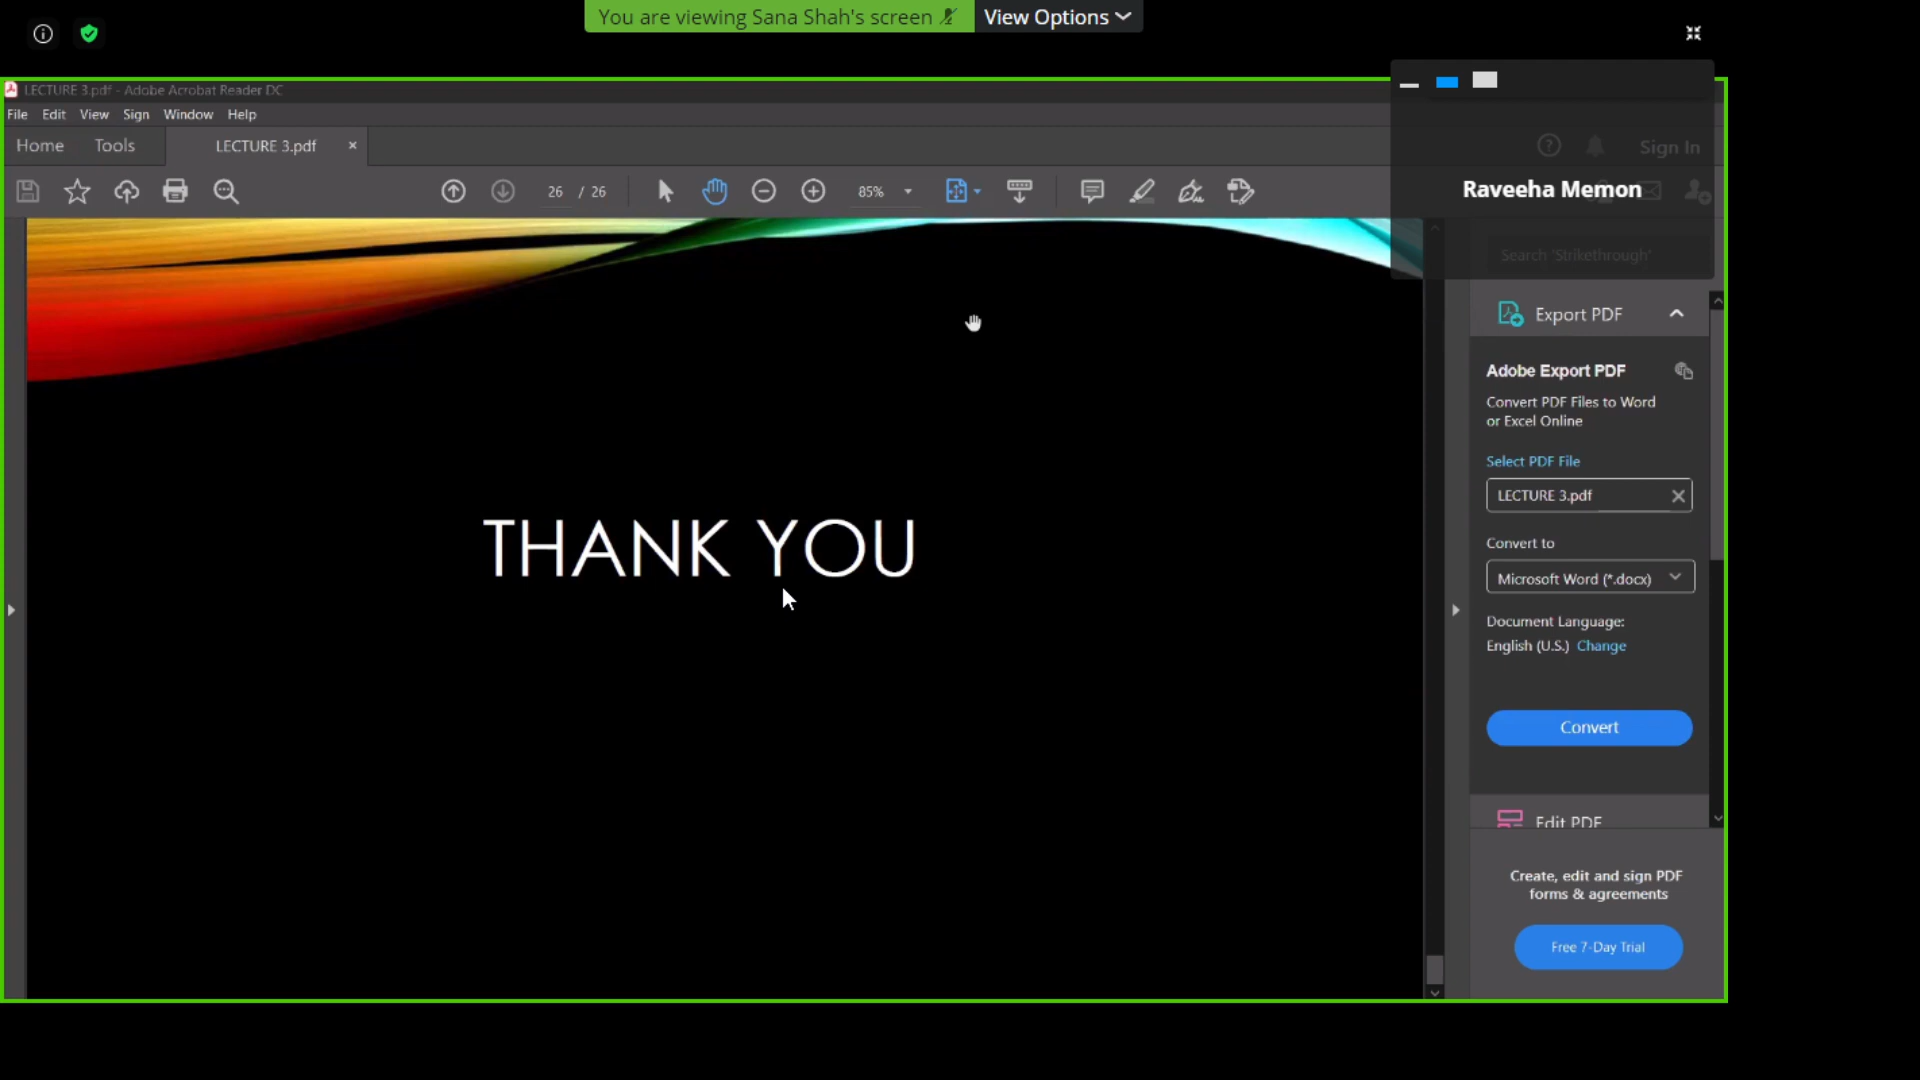 You are viewing Sana Shah's screen
View Options
LECTURE 3.pdf - Adobe Acrobat Reader DC
File Edit View Sign Window Help
Home Tools LECTURE 3.pdf
Sign In
26 / 26
85%
Raveeha Memon
Search 'Strikethrough'
Export PDF
Adobe Export PDF
Convert PDF Files to Word
or Excel Online
Select PDF File
LECTURE 3.pdf
Convert to
Microsoft Word (*.docx)
Document Language:
English (U.S.) Change
Convert
Edit PDF
Create, edit and sign PDF
forms & agreements
Free 7-Day Trial
THANK YOU